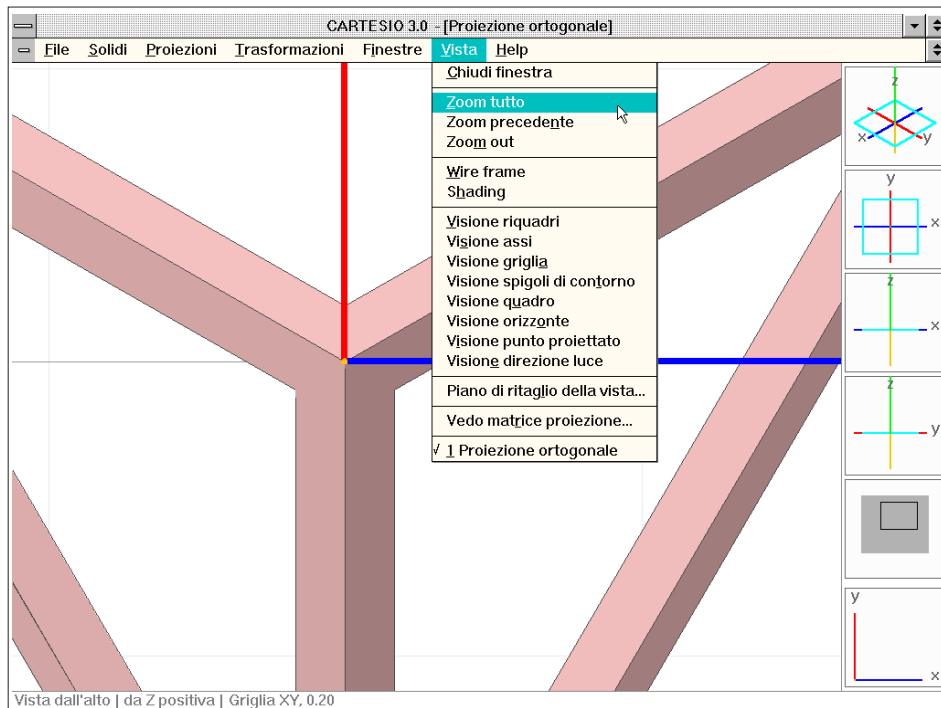 CARTESIO 3.0 - [Proiezione ortogonale]
File Solidi Proiezioni Trasformazioni Finestre Vista Help
Chiudi finestra
Zoom tutto
Zoom precedente
Zoom out
Wire frame
Shading
Visione riquadri
Visione assi
Visione griglia
Visione spigoli di contorno
Visione quadro
Visione orizzonte
Visione punto proiettato
Visione direzione luce
Piano di ritaglio della vista...
Vedo matrice proiezione...
√ 1 Proiezione ortogonale
z
x y
y
x
z
x
z
y
y
x
Vista dall'alto | da Z positiva | Griglia XY, 0.20